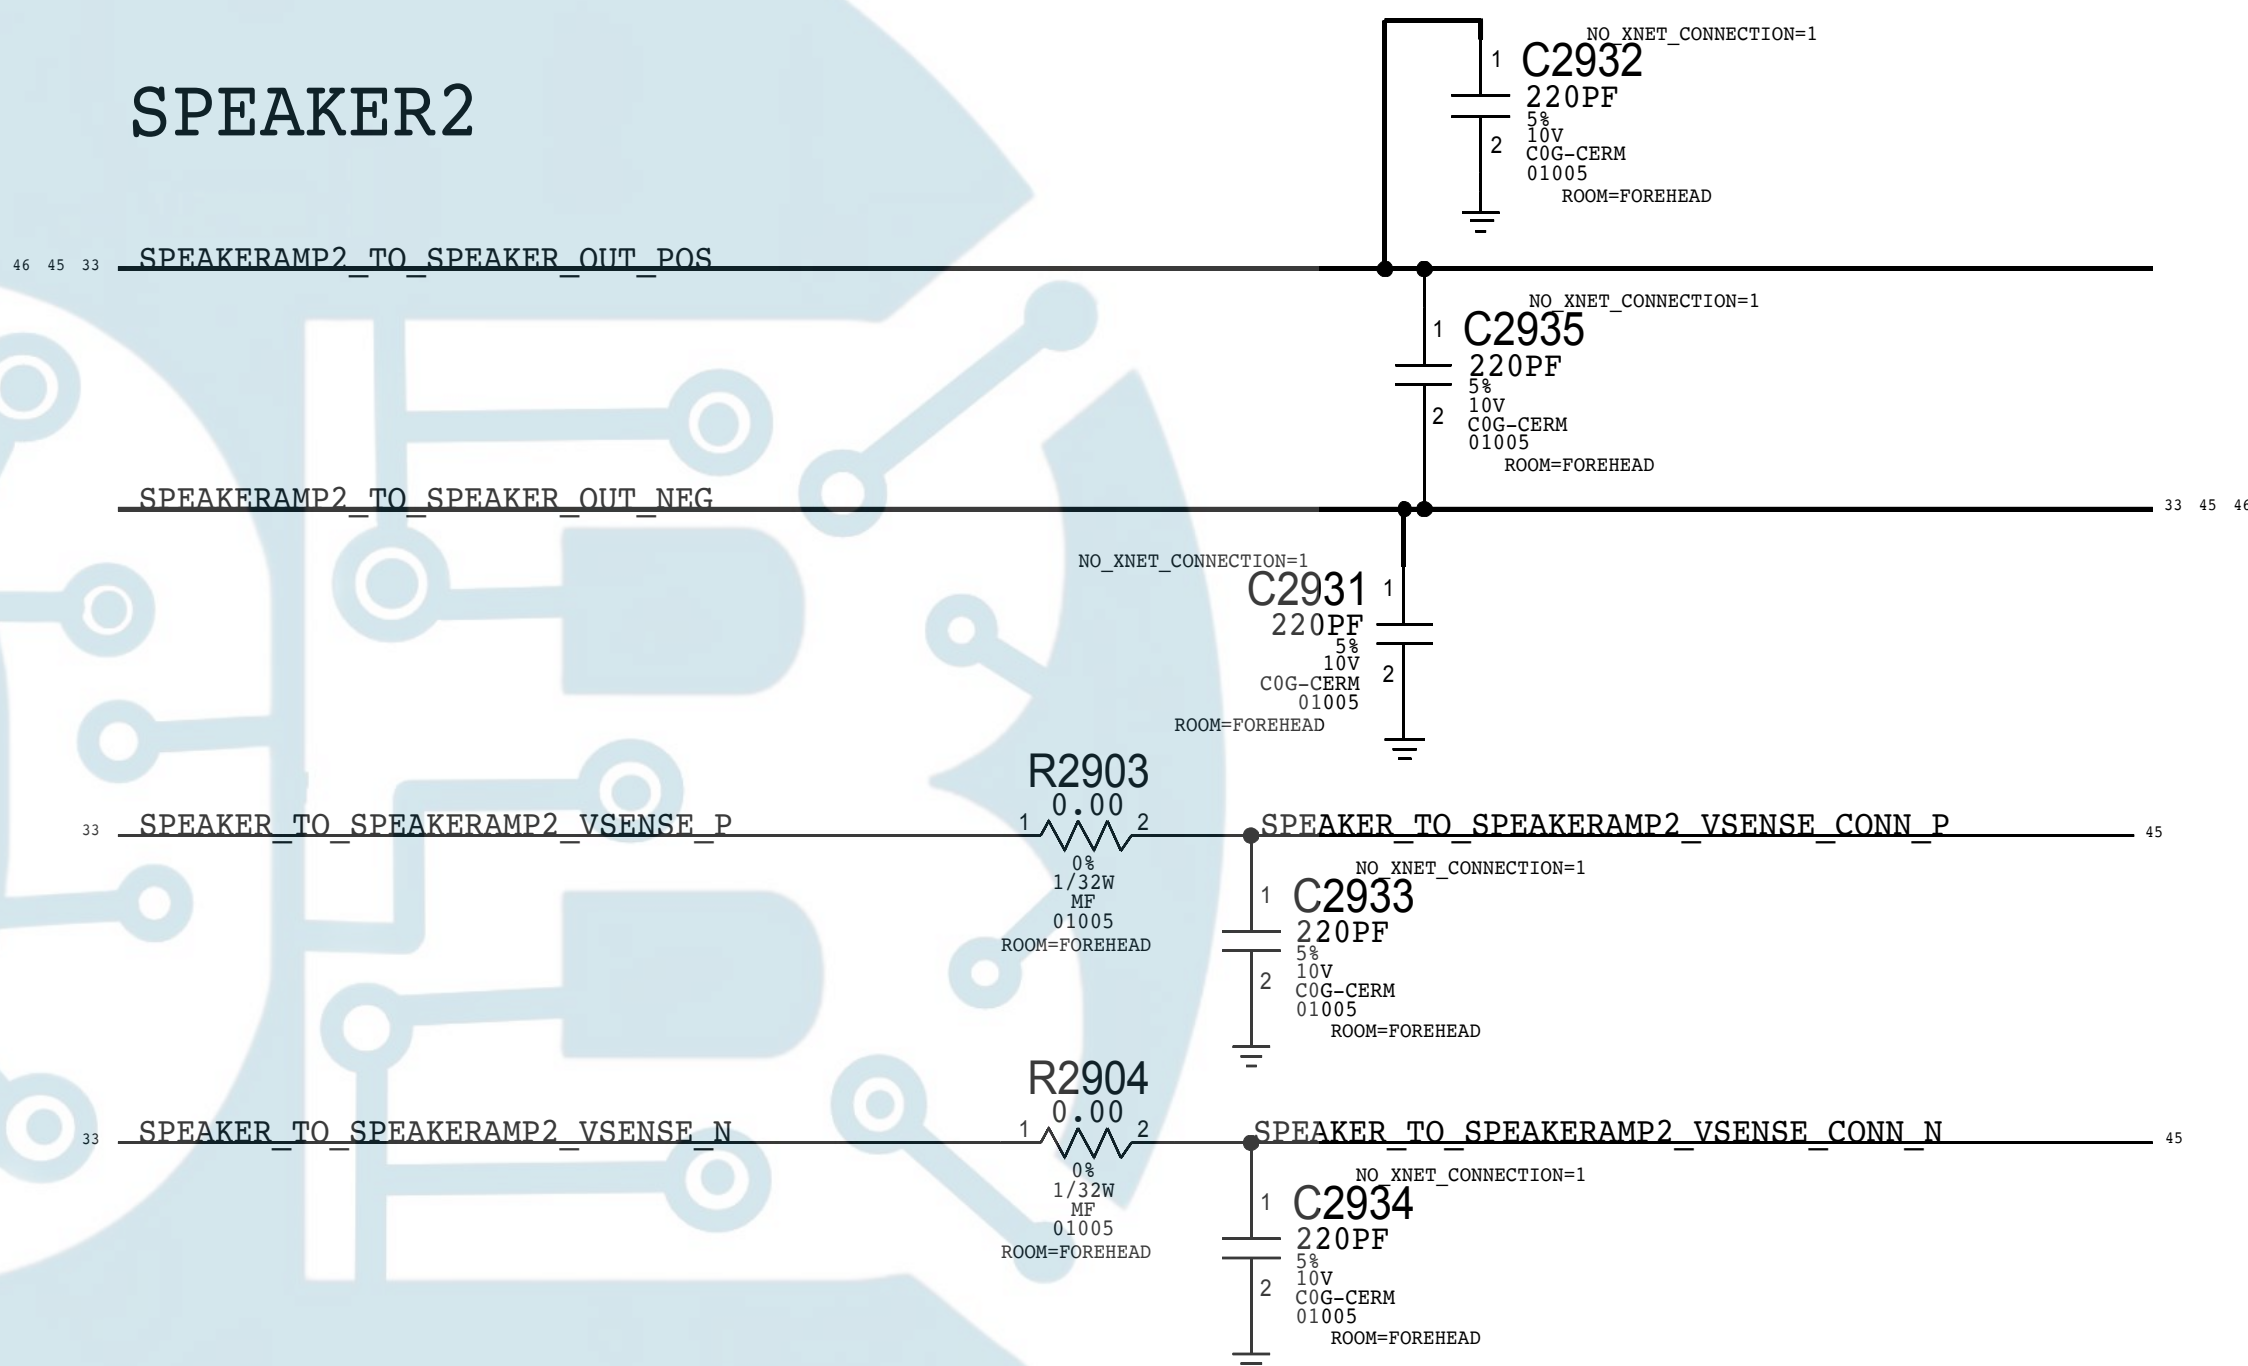 SPEAKER2
NO_XNET_CONNECTION=1
1
C2932
220PF
5%
10V
2
C0G-CERM
01005
ROOM=FOREHEAD
46 45 33
SPEAKERAMP2_TO_SPEAKER_OUT_POS
NO_XNET_CONNECTION=1
1
C2935
220PF
5%
10V
2
C0G-CERM
01005
ROOM=FOREHEAD
SPEAKERAMP2_TO_SPEAKER_OUT_NEG
33 45 46
NO_XNET_CONNECTION=1
C2931
1
220PF
5%
10V
2
C0G-CERM
01005
ROOM=FOREHEAD
R2903
0.00
33
SPEAKER_TO_SPEAKERAMP2_VSENSE_P
1
2
SPEAKER_TO_SPEAKERAMP2_VSENSE_CONN_P
45
0%
1/32W
MF
01005
ROOM=FOREHEAD
NO_XNET_CONNECTION=1
1
C2933
220PF
5%
10V
2
C0G-CERM
01005
ROOM=FOREHEAD
R2904
0.00
33
SPEAKER_TO_SPEAKERAMP2_VSENSE_N
1
2
SPEAKER_TO_SPEAKERAMP2_VSENSE_CONN_N
45
0%
1/32W
MF
01005
ROOM=FOREHEAD
NO_XNET_CONNECTION=1
1
C2934
220PF
5%
10V
2
C0G-CERM
01005
ROOM=FOREHEAD